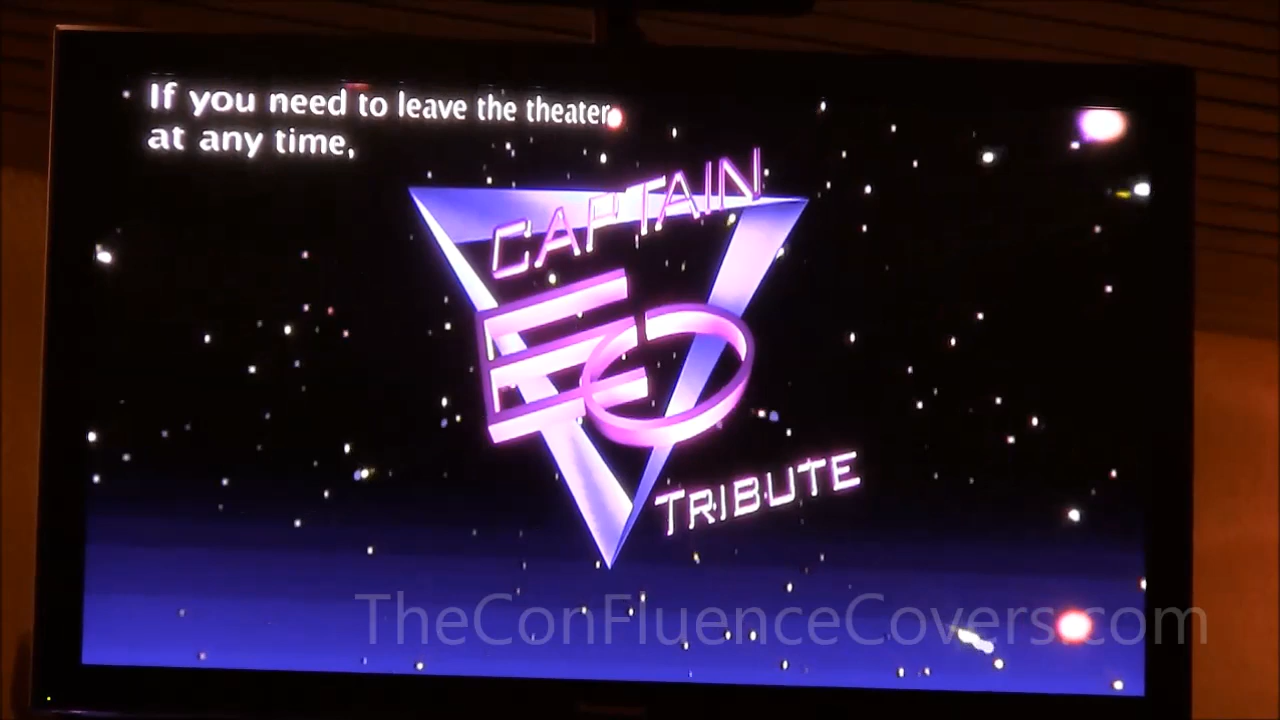 If you need to leave the theater
at any time,
CAPTAIN
EO
TRIBUTE
TheConFluenceCovers.com